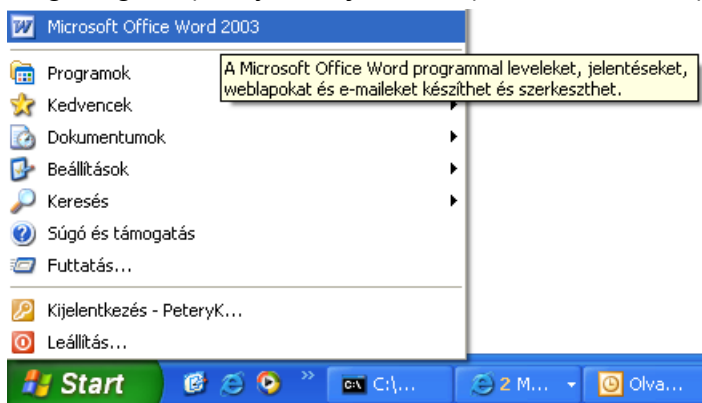 Microsoft Office Word 2003
Programok
A Microsoft Office Word programmal leveleket, jelentéseket,
weblapokat és e-maileket készíthet és szerkeszthet.
Kedvencek
Dokumentumok
Beállítások
Keresés
Súgó és támogatás
Futtatás...
Kijelentkezés - PeteryK...
Leállítás...
Start » C:\... 2 M... Olva...